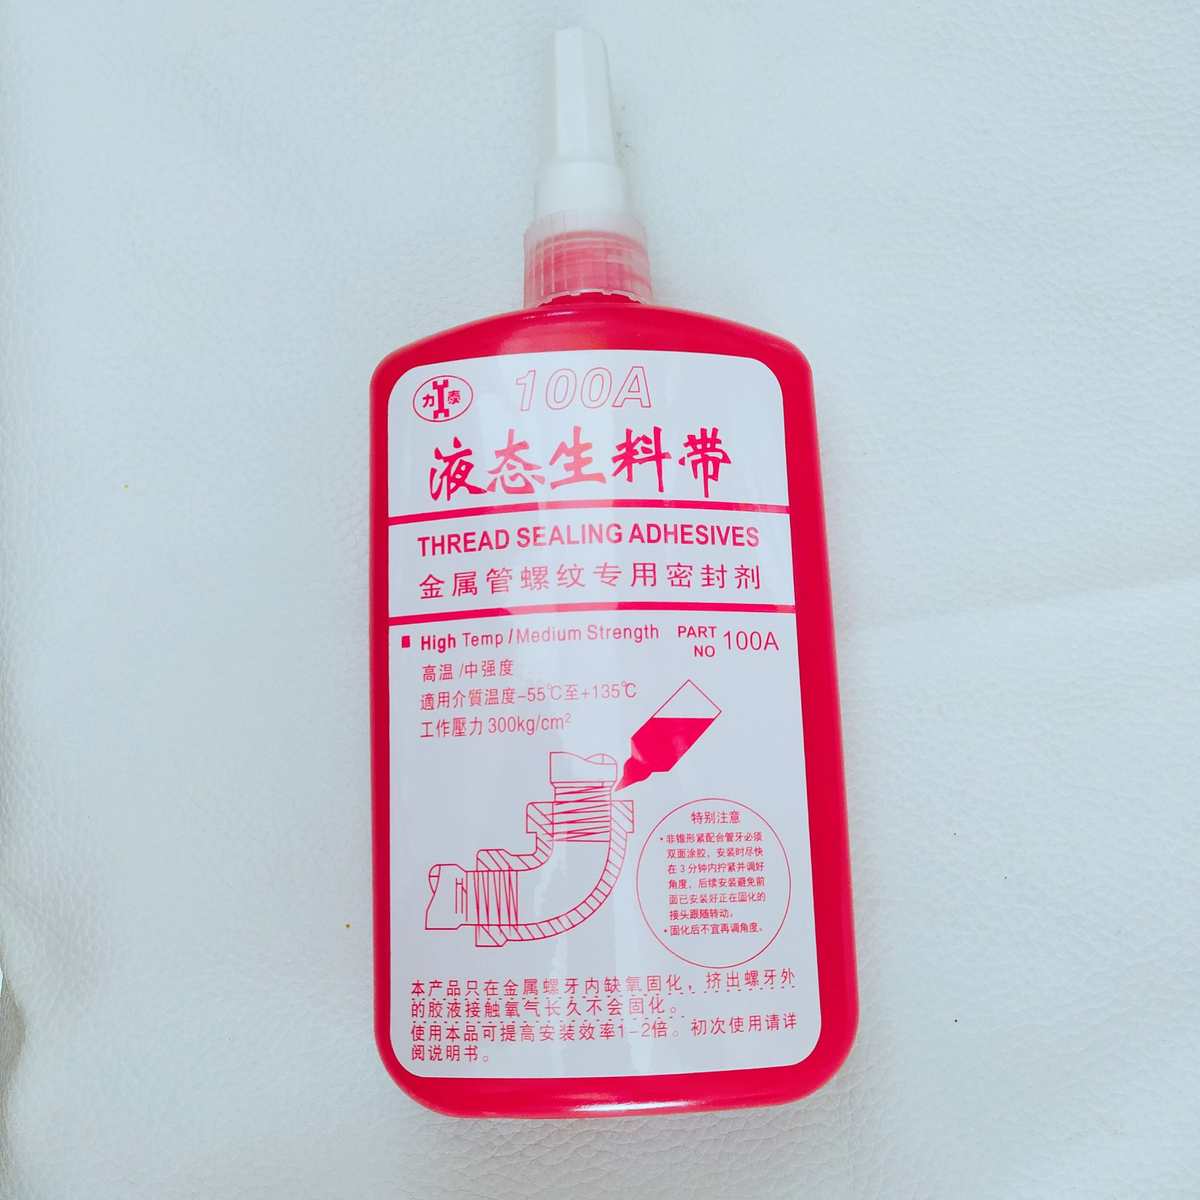 力泰
100A
液态生料带
THREAD SEALING ADHESIVES
金属管螺纹专用密封剂
High Temp / Medium Strength
PART NO 100A
高温 /中强度
適用介質温度-55℃至+135℃
工作壓力 300kg/cm²
特别注意
• 非锥形紧配合管牙必须
双面涂胶，安装时尽快
在 3 分钟内拧紧并调好
角度，后续安装避免前
面已安装好正在固化的
接头跟随转动。
• 固化后不宜再调角度。
本产品只在金属螺牙内缺氧固化，挤出螺牙外
的胶液接触氧气长久不会固化。
使用本品可提高安装效率1-2倍。初次使用请详
阅说明书。